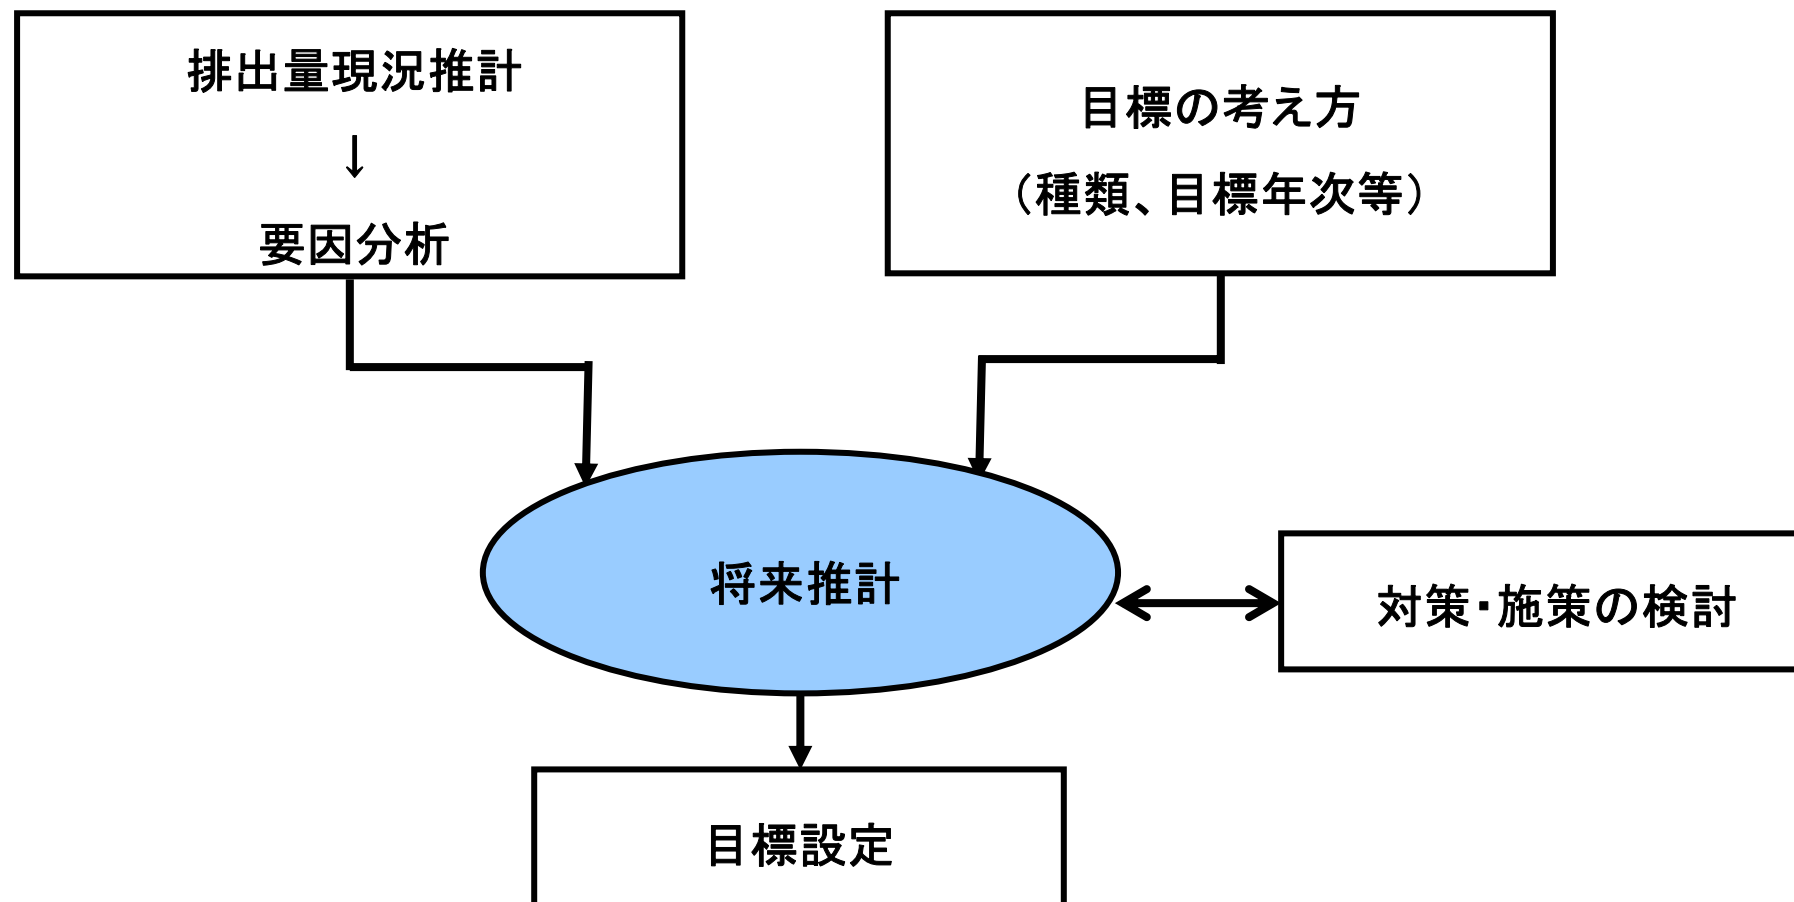 排出量現況推計
↓
要因分析
目標の考え方
（種類、目標年次等）
将来推計
対策・施策の検討
目標設定